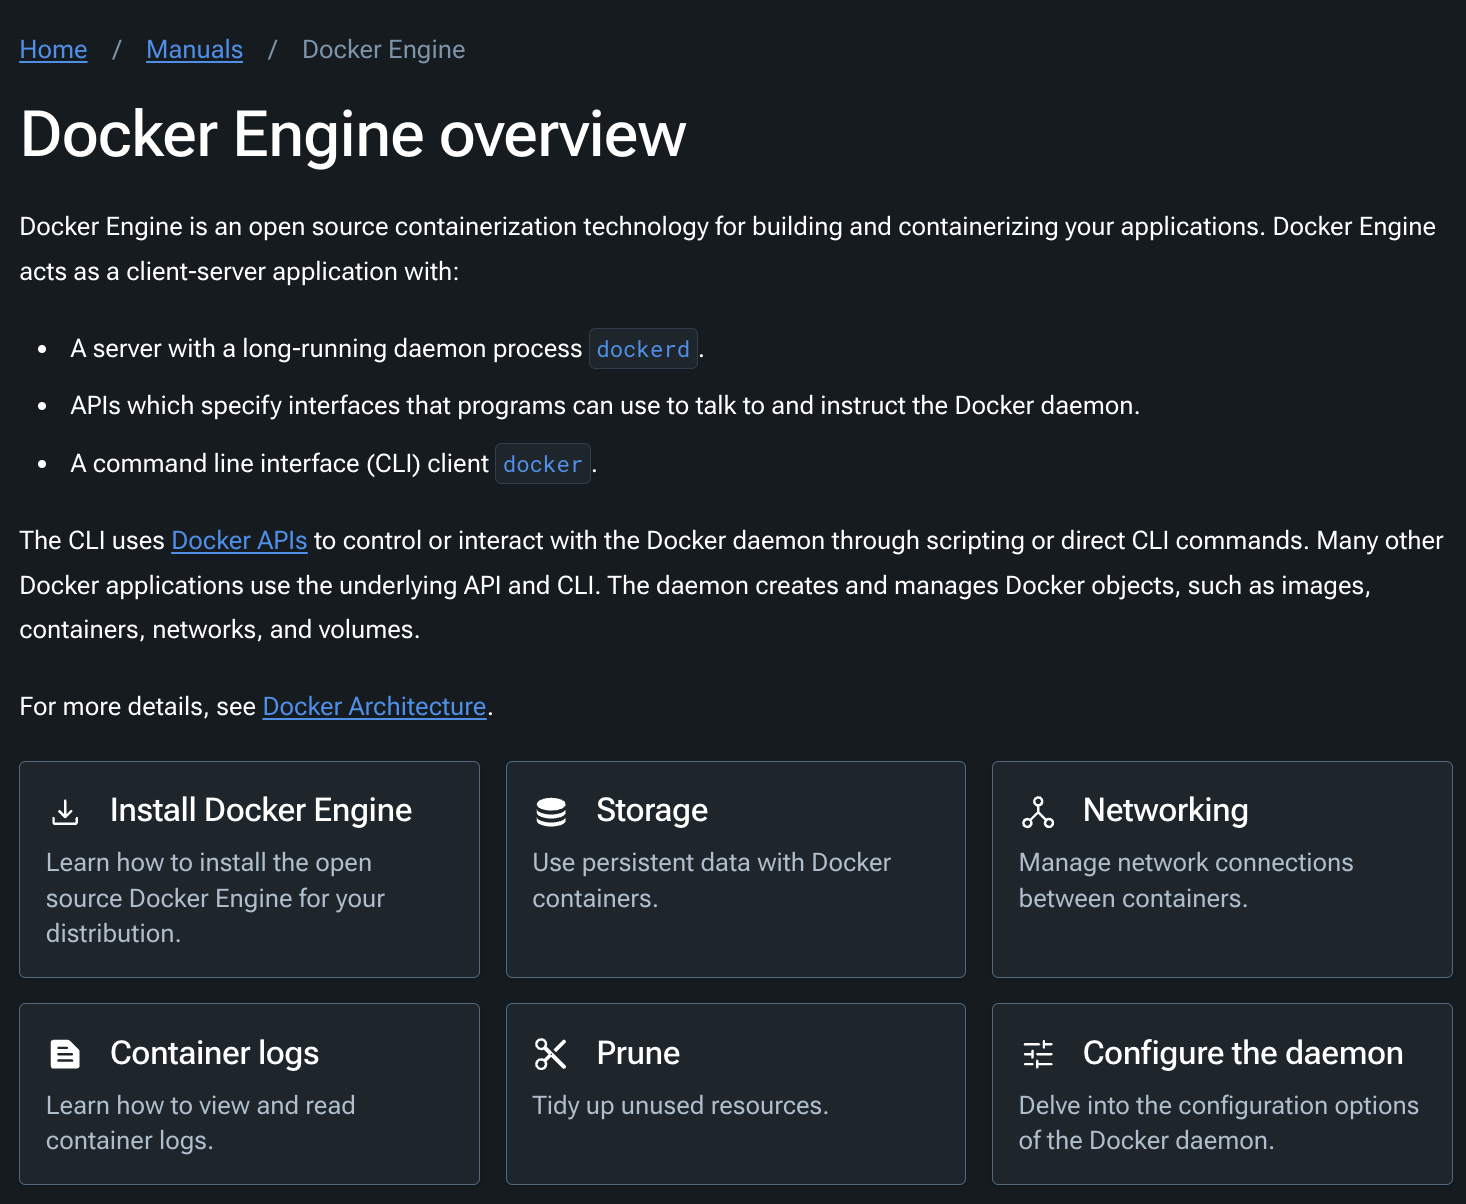 Home / Manuals / Docker Engine
Docker Engine overview
Docker Engine is an open source containerization technology for building and containerizing your applications. Docker Engine
acts as a client-server application with:
• A server with a long-running daemon process dockerd.
• APIs which specify interfaces that programs can use to talk to and instruct the Docker daemon.
• A command line interface (CLI) client docker.
The CLI uses Docker APIs to control or interact with the Docker daemon through scripting or direct CLI commands. Many other
Docker applications use the underlying API and CLI. The daemon creates and manages Docker objects, such as images,
containers, networks, and volumes.
For more details, see Docker Architecture.
Install Docker Engine
Learn how to install the open
source Docker Engine for your
distribution.
Storage
Use persistent data with Docker
containers.
Networking
Manage network connections
between containers.
Container logs
Learn how to view and read
container logs.
Prune
Tidy up unused resources.
Configure the daemon
Delve into the configuration options
of the Docker daemon.